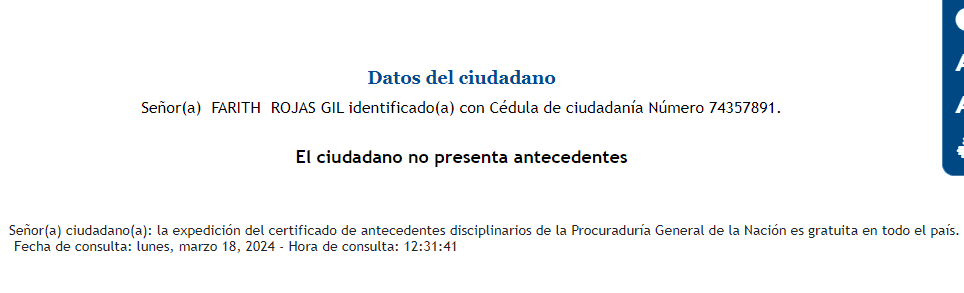 Datos del ciudadano
Señor(a) FARITH ROJAS GIL identificado(a) con Cédula de ciudadanía Número 74357891.
El ciudadano no presenta antecedentes
Señor(a) ciudadano(a): la expedición del certificado de antecedentes disciplinarios de la Procuraduría General de la Nación es gratuita en todo el país.
Fecha de consulta: lunes, marzo 18, 2024 - Hora de consulta: 12:31:41